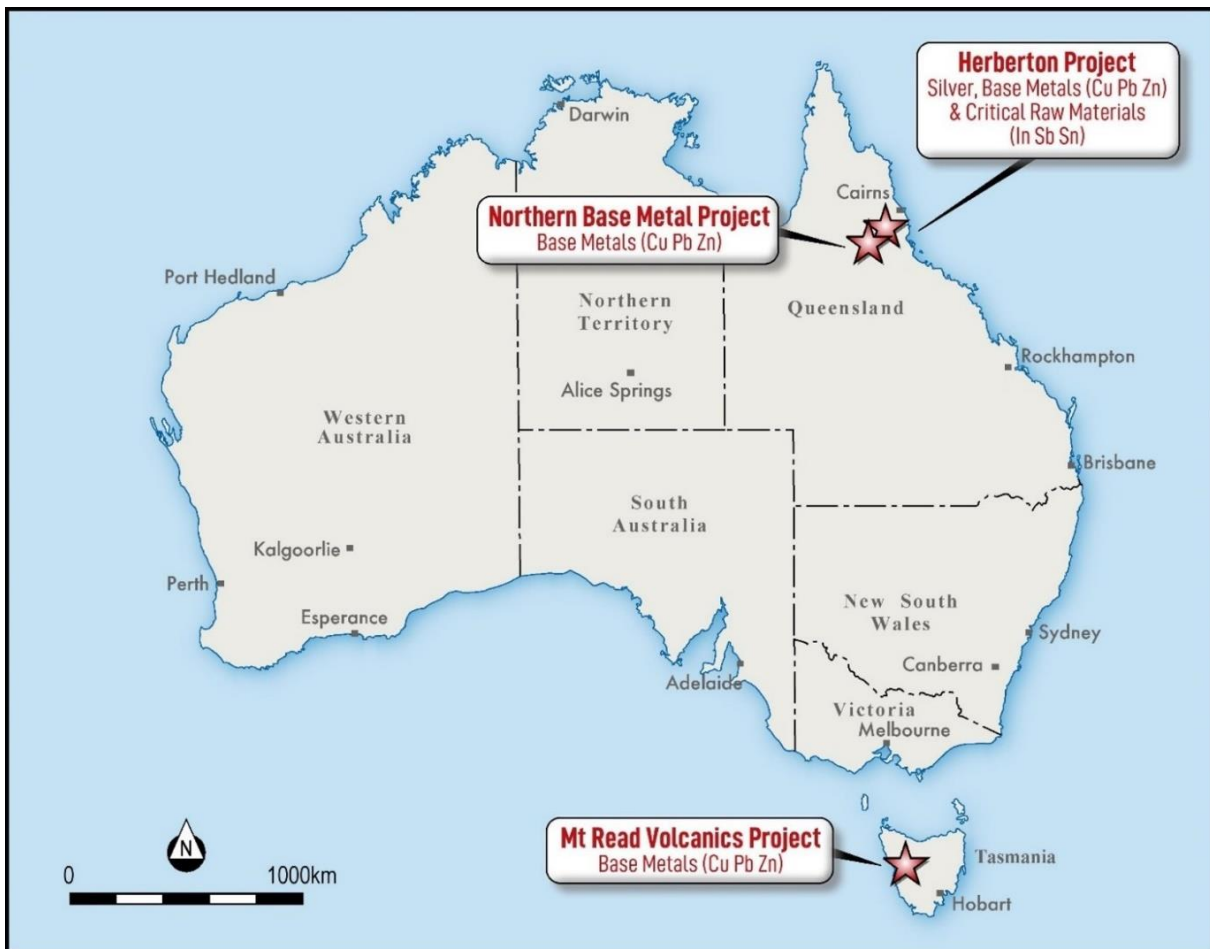 Herberton Project
Silver, Base Metals (Cu Pb Zn)
& Critical Raw Materials
(In Sb Sn)
Darwin
Cairns
Northern Base Metal Project
Base Metals (Cu Pb Zn)
Port Hedland
Northern
Territory
Queensland
Rockhampton
Alice Springs
Western
Australia
Brisbane
South
Australia
Kalgoorlie
Perth
Esperance
New South
Wales
Sydney
Canberra
Adelaide
Victoria
Melbourne
Mt Read Volcanics Project
Base Metals (Cu Pb Zn)
Tasmania
Hobart
N
0
1000km